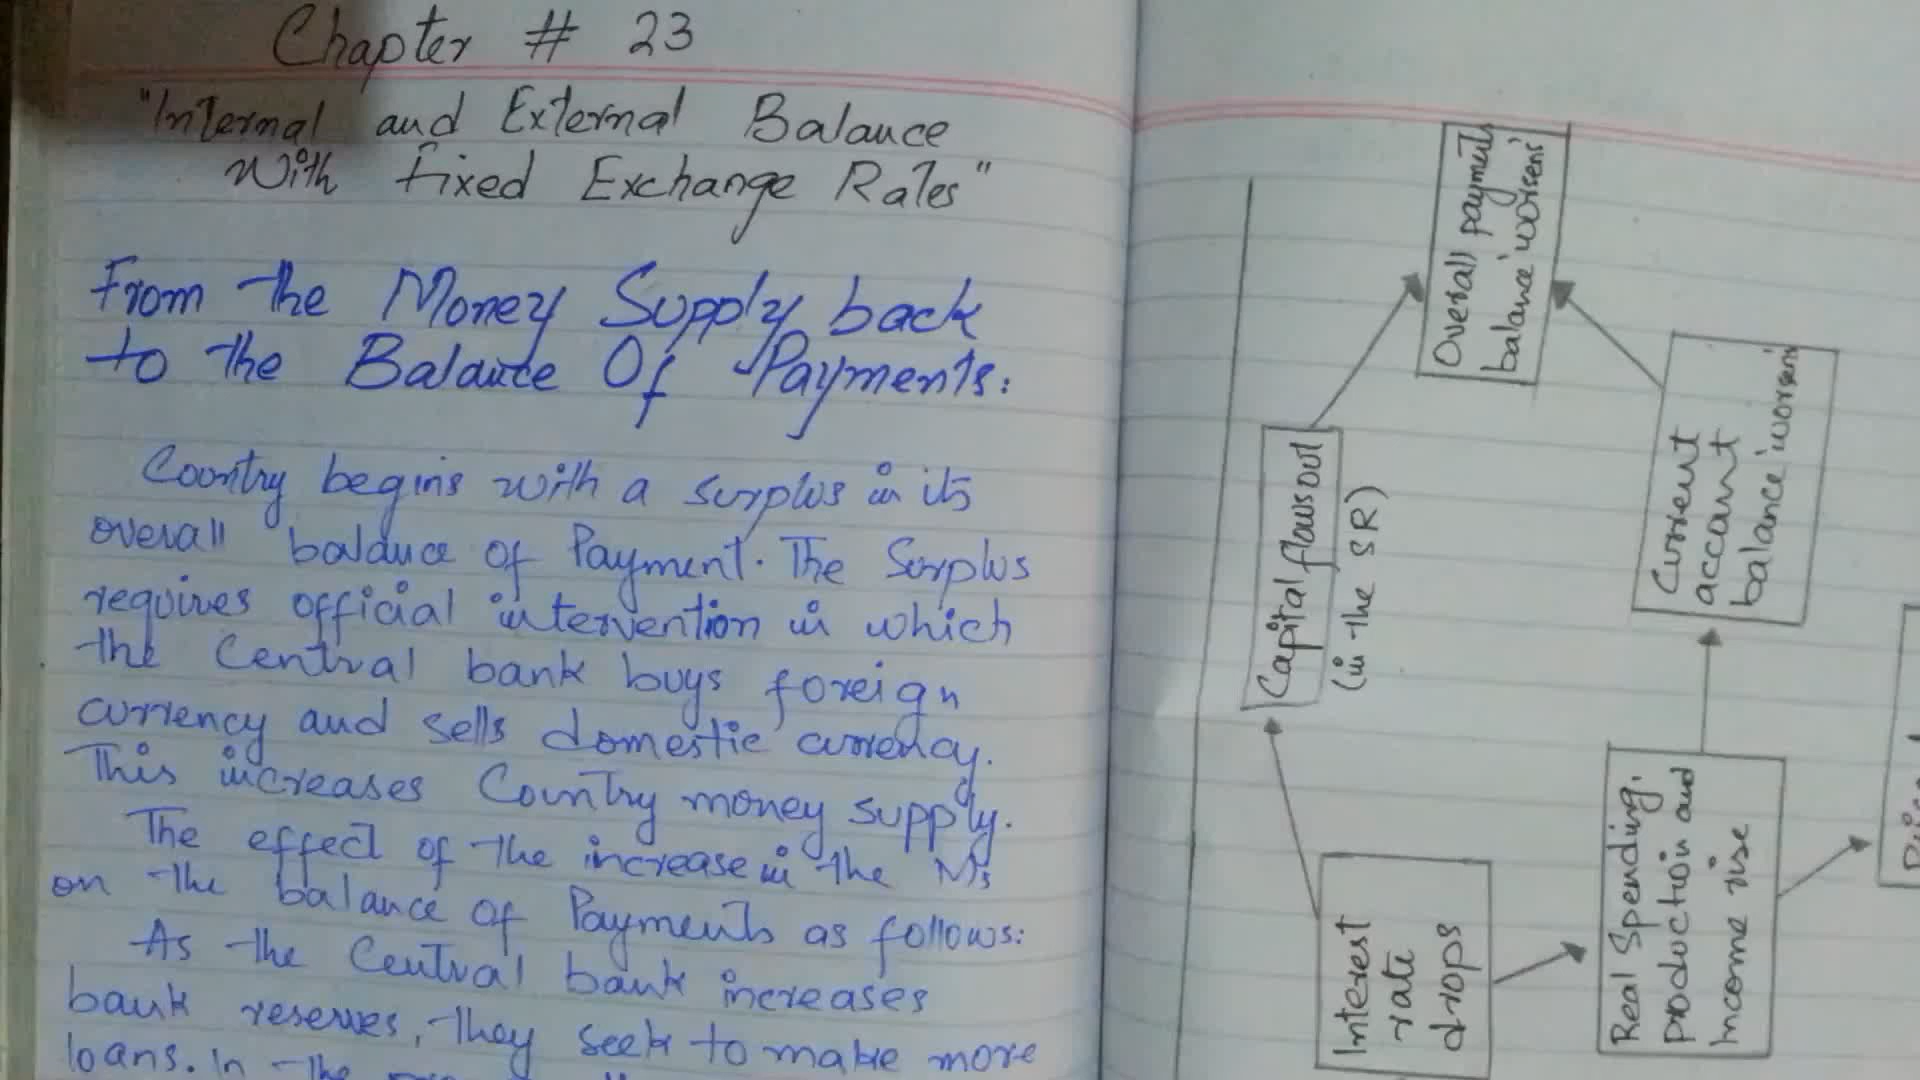 Chapter # 23
"Internal and External Balance
With fixed Exchange Rates"
From the Money Supply back
to the Balance Of Payments:
Country begins with a surplus in its
overall balance of Payment. The Surplus
requires official intervention in which
the Central bank buys foreign
currency and sells domestic currency.
This increases Country money supply.
The effect of the increase in the Ms
on the balance of Payments as follows:
As the Central bank increases
bank reserves, they seek to make more
loans. In the
Overall payments
balance 'worsens'
Capital flows out
(in the SR)
Current
account
balance 'worsens'
Interest
rate
drops
Real Spending,
production and
Income rise